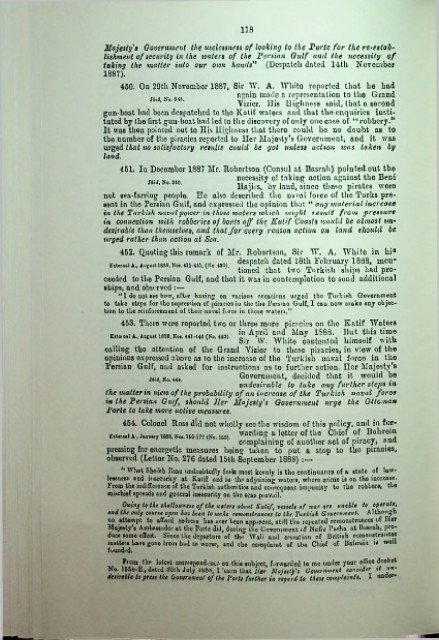 118
Majesty's Government the uselessness of looking to the Porte for the re-estab-
lishment of security in the waters of the Persian Gulf and the necessity of
taking the matter into our own hands" (Despatch dated 14th November
1887).
450. On 29th November 1887, Sir W. A. White reported that he had
again made a representation to the Grand
Vizier. His Highness said, that a second
gun-boat had been despatched to the Katif waters and that the enquiries insti-
tuted by the first gun-boat had led to the discovery of only one case of "robbery."
It was then pointed out to His Highness that there could be no doubt as to
the number of the piracies reported to Her Majesty's Government, and it was
urged that no satisfactory results could be got unless action was taken by
land.
451. In December 1887 Mr. Robertson (Consul at Basrah) pointed out the
necessity of taking action against the Beni
Hajir, by land, since these pirates were
not sea-faring people. He also described the naval force of the Turks pre-
sent in the Persian Gulf, and expressed the opinion that "any material increase
in the Turkish naval power in those waters which might result from pressure
in connection with robberies of boats off the Katif Coasts would be almost un-
desirable than themselves, and that for every reason action on land should be
urged rather than action at Sea.
452. Quoting this remark of Mr. Robertson, Sir W. A. White in his
External A., August 1888, Nos.
despatch dated 18th February 1888, men-
tioned that two Turkish ships had pro-
ceeded to the Persian Gulf, and that it was in contemplation to send additional
ships, and observed :—
"I do not see how, after having on various occasions urged the Turkish Government
to take steps for the supression of piracies in the the Persian Gulf, I can now make any objec-
tion to the reinforcement of their naval force in those waters."
453. There were reported two or three more piracies on the Katif Waters
External A., August 1888, Nos.
in April and May 1888. But this time
Sir W. White contented himself with
calling the attention of the Grand Vizier to these piracies, in view of the
opinions expressed above as to the increase of the Turkish naval force in the
Persian Gulf, and asked for instructions as to further action. Her Majesty's
Government, decided that it would be
undesirable to take any further steps in
the matter in view of the probability of an increase of the Turkish naval force
in the Persian Gulf, should Her Majesty's Government urge the Ottoman
Porte to take more active measures.
454. Colonel Ross did not wholly see the wisdom of this policy, and in for-
External A., January 1889, Nos.
warding a letter of the Chief of Bahrein
complaining of another act of piracy, and
pressing for energetic measures being taken to put a stop to the piracies,
observed (Letter No. 276 dated 15th September 1888) :—
"What Sheikh Esau undoubtedly feels most keenly is the continuance of a state of law-
lessness and insecurity at Katif and in the adjoining waters, where crime is on the increase.
From the indifference of the Turkish authorities and consequent impunity to the robbers, the
mischief spreads and general insecurity on the seas prevail.
Owing to the shallowness of the waters about Katif, vessels of war are unable to operate,
and the only course open has been to make remonstrances to the Turkish Government. Although
no attempt to afford redress has ever been apparent, still the repeated remonstrances of Her
Majesty's Ambassador at the Porte did, during the Government of Nafiz Pasha at Basrah, pro-
duce some effect. Since the departure of the Wali and cessation of British remonstrances
matters have gone from bad to worse, and the complaint of the Chief of Bahrein is well
founded.
From the latest correspondence on this subject, forwarded to me under your office docket
dated 20th July 1888, I learn that Her Majesty's Government consider it un-
desirable to press the Government of the Porte further in regard to these complaints. I under-